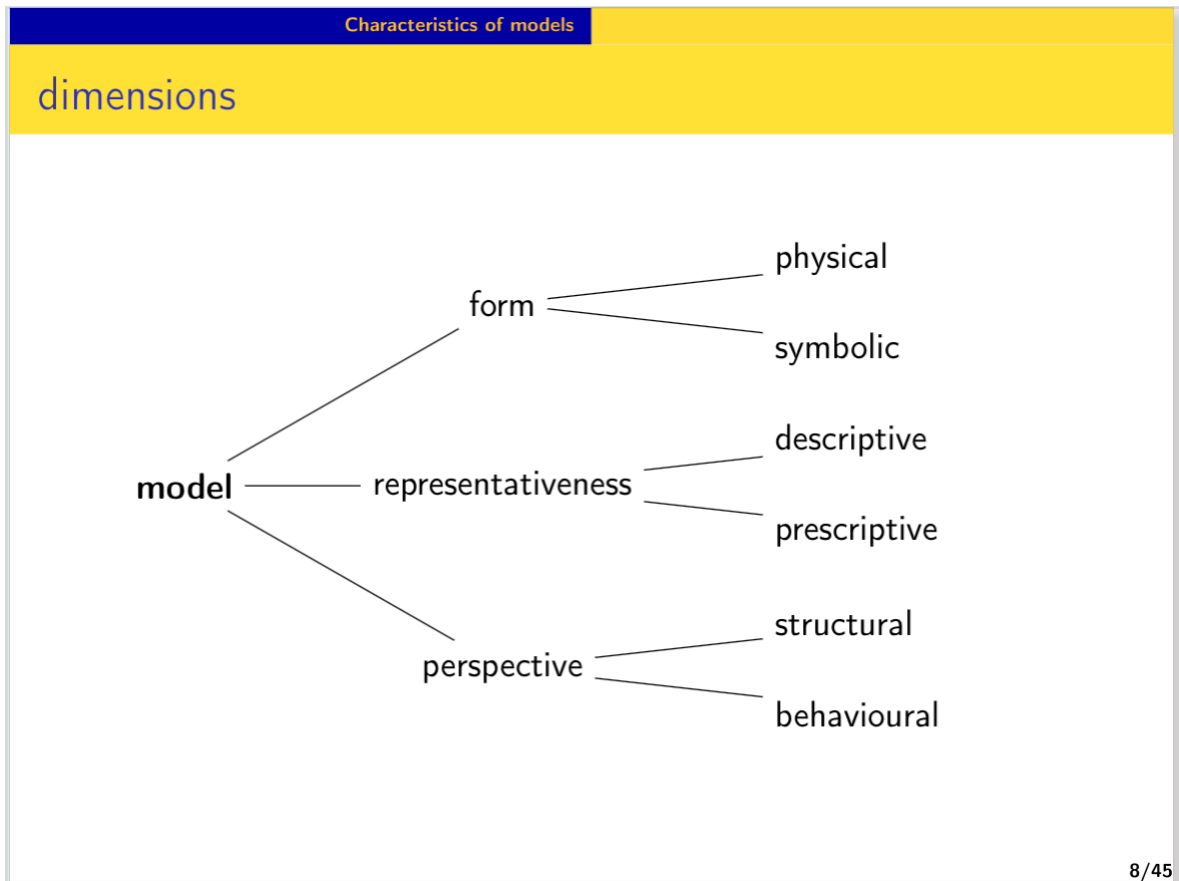 Characteristics of models
dimensions
physical
form
symbolic
descriptive
model
representativeness
prescriptive
structural
perspective
behavioural
8/45